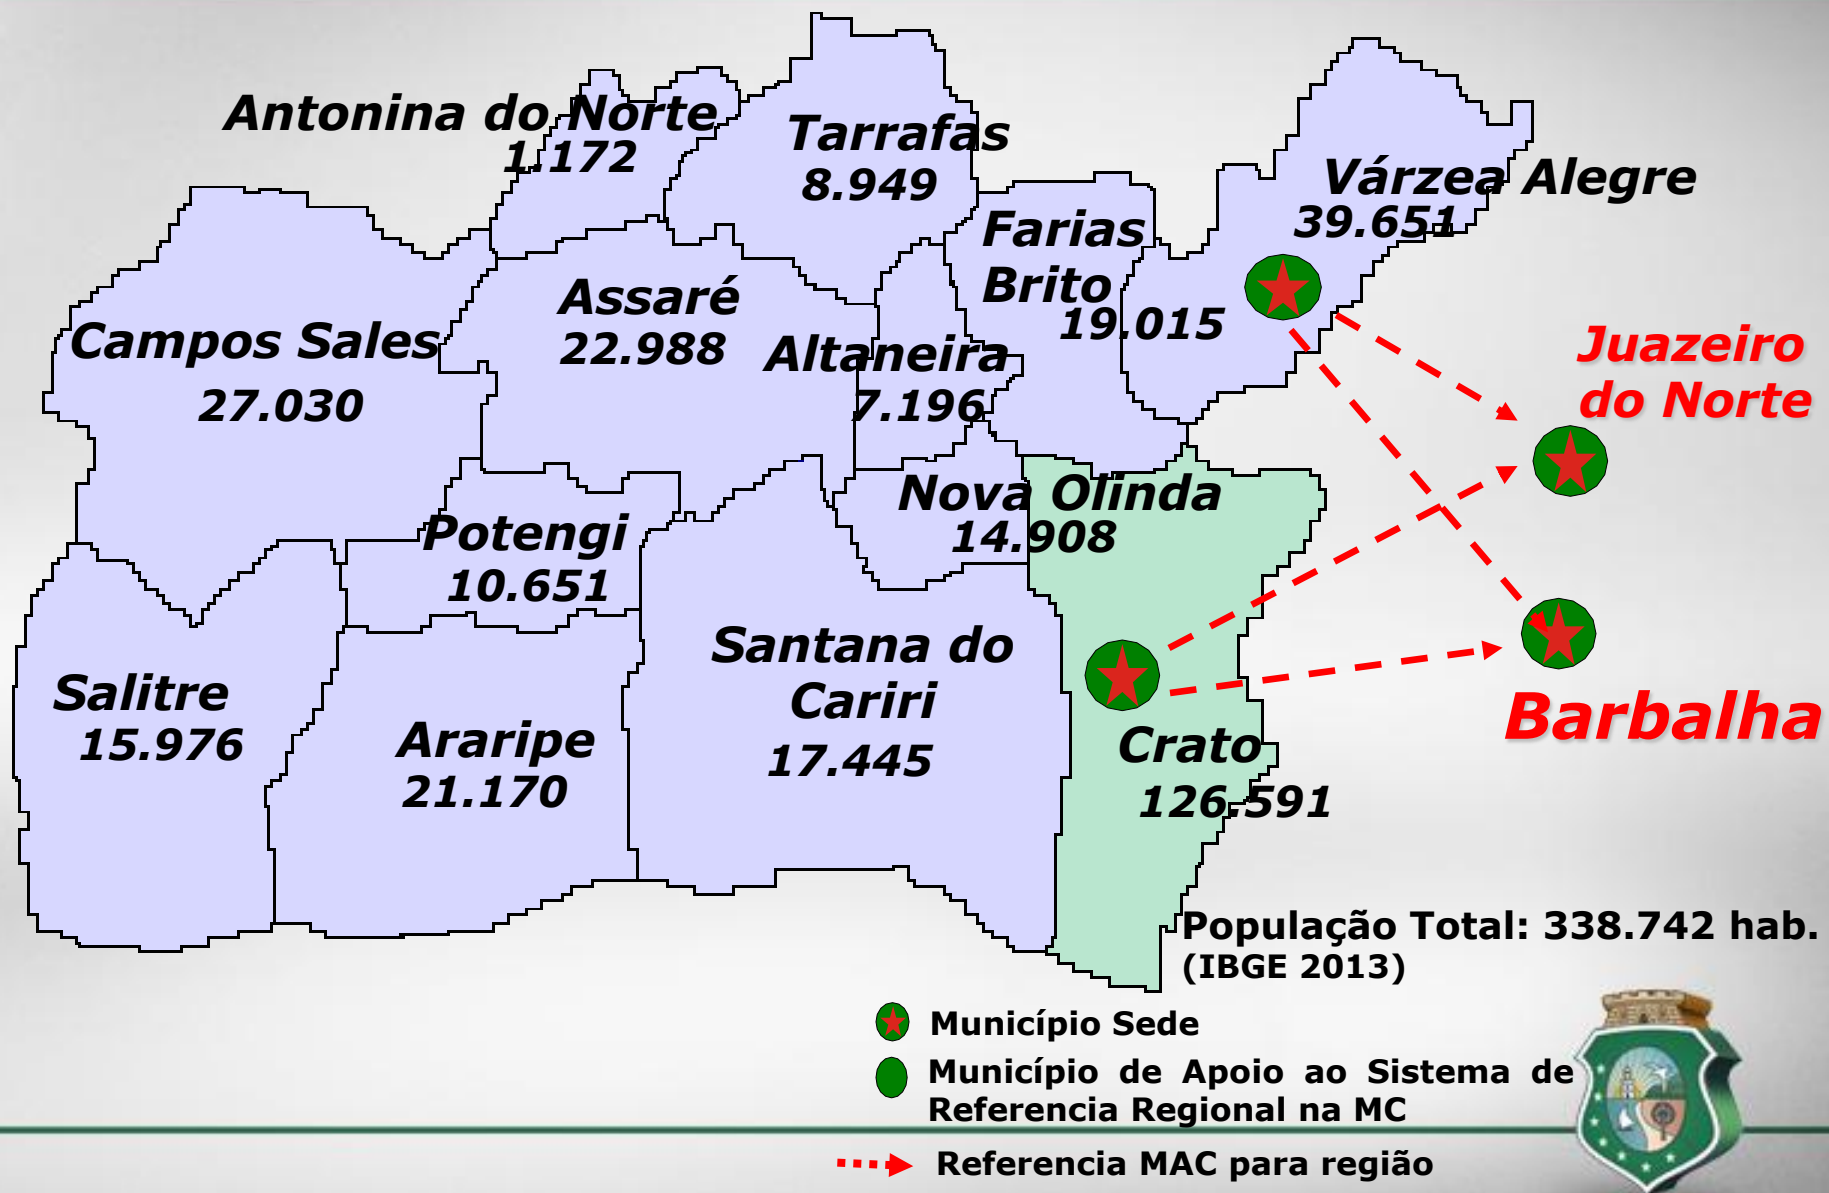 Antonina do Norte
1.172
Tarrafas
8.949
Várzea Alegre
39.651
Farias
Brito
19.015
Assaré
22.988
Campos Sales
27.030
Altaneira
7.196
Juazeiro
do Norte
Nova Olinda
14.908
Potengi
10.651
Santana do
Cariri
17.445
Salitre
15.976
Araripe
21.170
Crato
126.591
Barbalha
População Total: 338.742 hab.
(IBGE 2013)
Município Sede
Município de Apoio ao Sistema de
Referencia Regional na MC
Referencia MAC para região